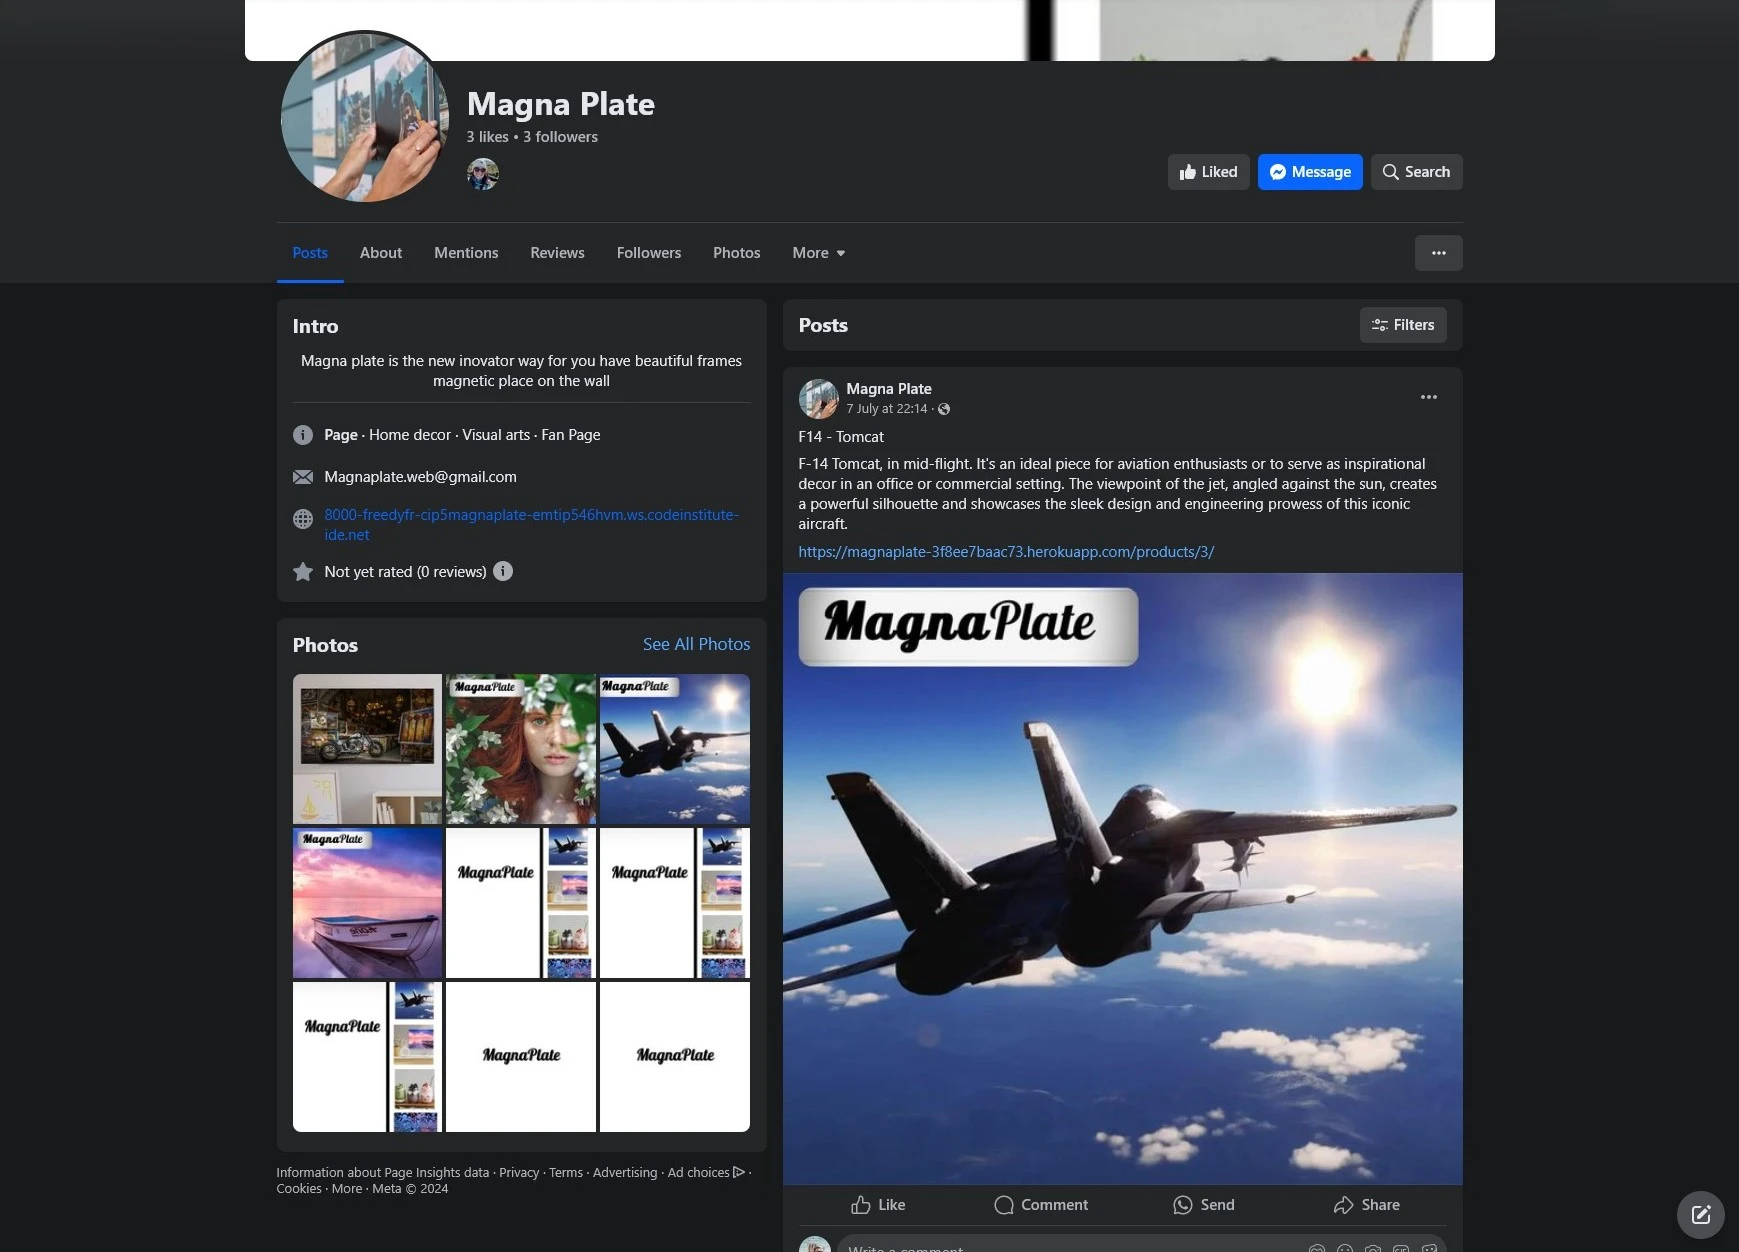 Magna Plate
3 likes • 3 followers
Liked
Message
Search
Posts
About
Mentions
Reviews
Followers
Photos
More
Intro
Magna plate is the new inovator way for you have beautiful frames
magnetic place on the wall
Page · Home decor · Visual arts · Fan Page
Magnaplate.web@gmail.com
8000-freedyfr-cip5magnaplate-emtip546hvm.ws.codeinstitute-
ide.net
Not yet rated (0 reviews)
Photos
See All Photos
MagnaPlate
MagnaPlate
MagnaPlate
MagnaPlate
MagnaPlate
MagnaPlate
MagnaPlate
MagnaPlate
Information about Page Insights data · Privacy · Terms · Advertising · Ad choices ·
Cookies · More · Meta © 2024
Posts
Filters
Magna Plate
7 July at 22:14 ·
F14 - Tomcat
F-14 Tomcat, in mid-flight. It's an ideal piece for aviation enthusiasts or to serve as inspirational
decor in an office or commercial setting. The viewpoint of the jet, angled against the sun, creates
a powerful silhouette and showcases the sleek design and engineering prowess of this iconic
aircraft.
https://magnaplate-3f8ee7baac73.herokuapp.com/products/3/
MagnaPlate
Like
Comment
Send
Share
Write a comment